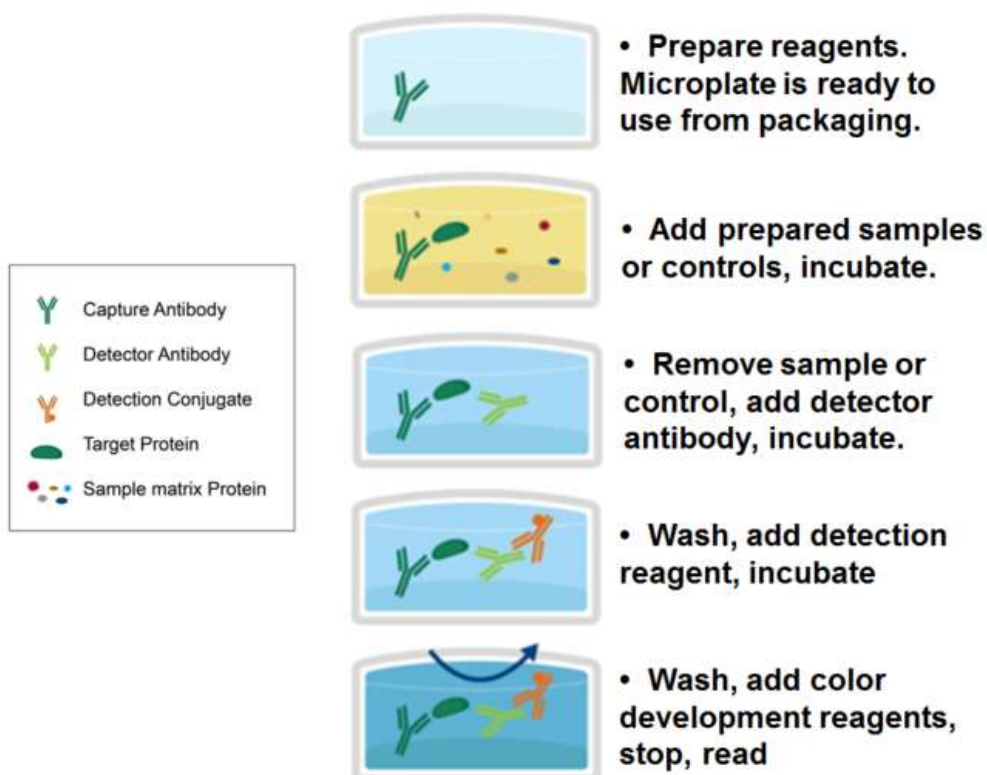 • Prepare reagents.
Microplate is ready to
use from packaging.
• Add prepared samples
or controls, incubate.
Capture Antibody
Detector Antibody
Detection Conjugate
Target Protein
Sample matrix Protein
• Remove sample or
control, add detector
antibody, incubate.
• Wash, add detection
reagent, incubate
• Wash, add color
development reagents,
stop, read